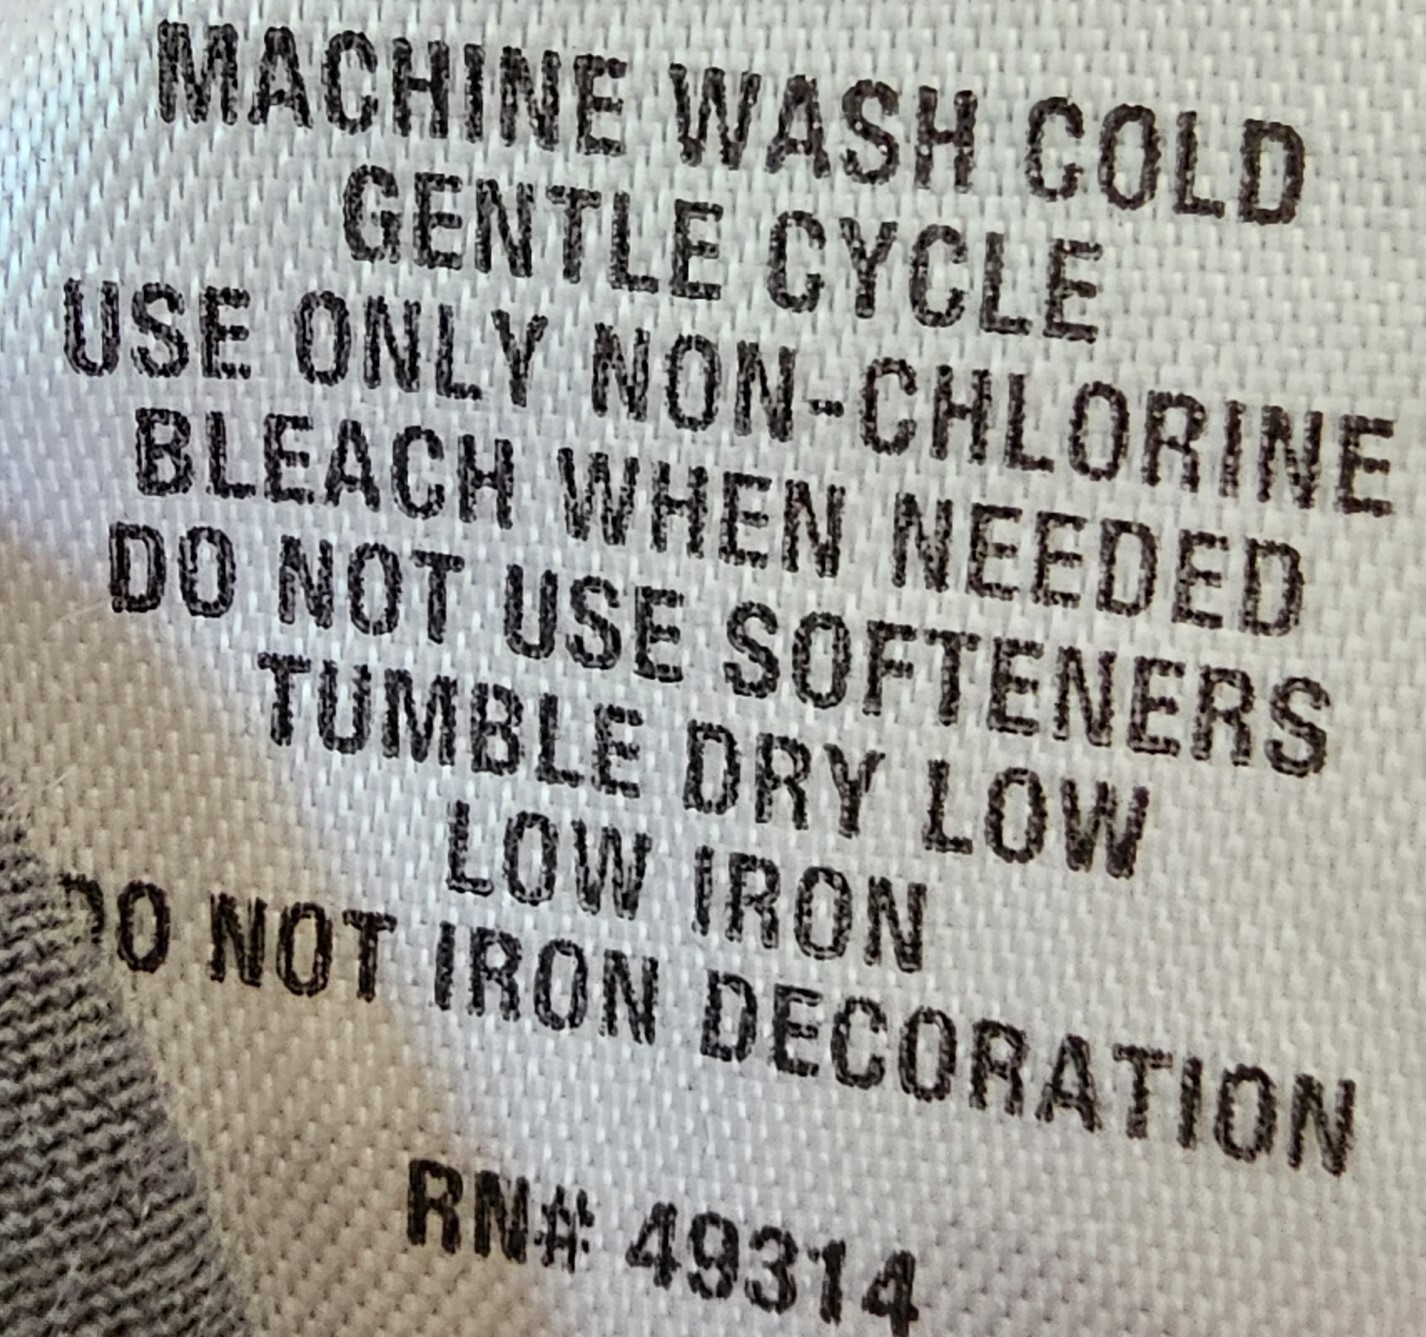 MACHINE WASH COLD
GENTLE CYCLE
USE ONLY NON-CHLORINE
BLEACH WHEN NEEDED
DO NOT USE SOFTENERS
TUMBLE DRY LOW
LOW IRON
DO NOT IRON DECORATION
RN# 49314